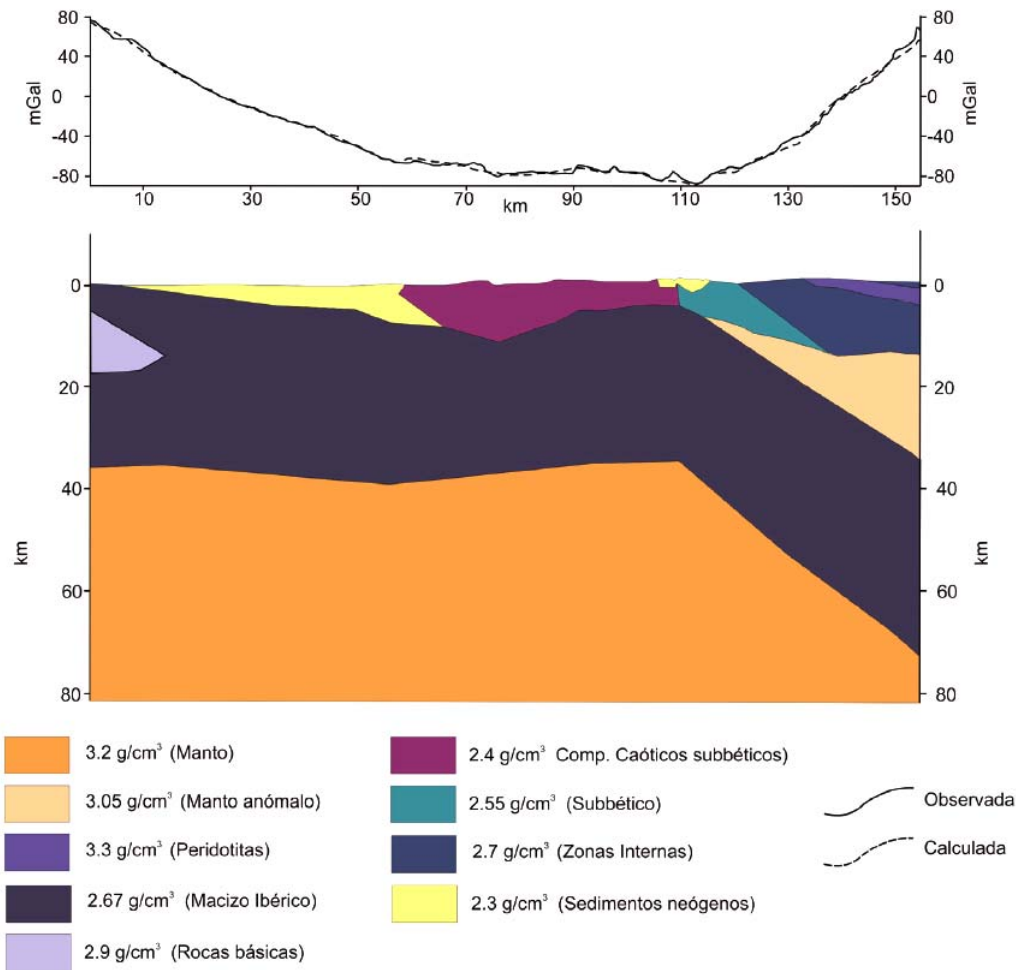 80
40
0
-40
-80
mGal
80
40
0
-40
-80
mGal
10 30 50 70 90 110 130 150
km
0
20
40
60
80
km
0
20
40
60
80
km
3.2 g/cm³ (Manto)
3.05 g/cm³ (Manto anómalo)
3.3 g/cm³ (Peridotitas)
2.67 g/cm³ (Macizo Ibérico)
2.9 g/cm³ (Rocas básicas)
2.4 g/cm³ Comp. Caóticos subbéticos)
2.55 g/cm³ (Subbético)
2.7 g/cm³ (Zonas Internas)
2.3 g/cm³ (Sedimentos neógenos)
Observada
Calculada